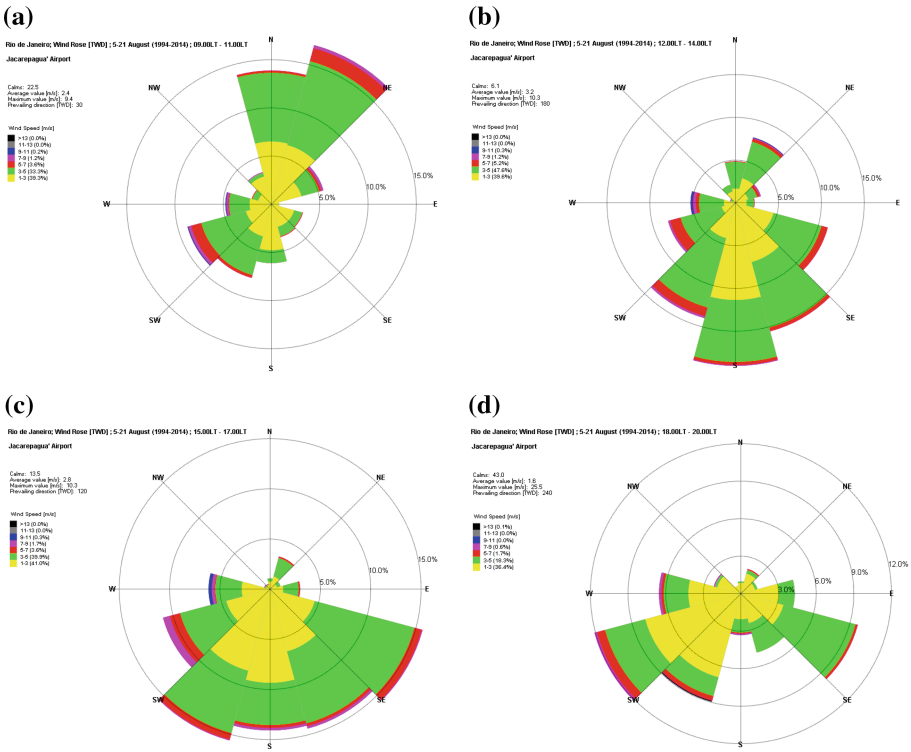 (a)
Rio de Janeiro; Wind Rose [TWD] ; 5-21 August (1994-2014) ; 09.00LT - 11.00LT
Jacarepagua' Airport
Calms: 22.5
Average value [m/s]: 2.4
Maximum value [m/s]: 9.4
Prevailing direction [TWD]: 30
Wind Speed [m/s]
>13 (0.0%)
11-13 (0.0%)
9-11 (0.2%)
7-9 (1.2%)
5-7 (3.6%)
3-5 (33.3%)
1-3 (39.3%)
N
NE
E
SE
S
SW
W
NW
5.0%
10.0%
15.0%
(b)
Rio de Janeiro; Wind Rose [TWD] ; 5-21 August (1994-2014) ; 12.00LT - 14.00LT
Jacarepagua' Airport
Calms: 6.1
Average value [m/s]: 3.2
Maximum value [m/s]: 10.3
Prevailing direction [TWD]: 180
Wind Speed [m/s]
>13 (0.0%)
11-13 (0.0%)
9-11 (0.3%)
7-9 (1.2%)
5-7 (5.2%)
3-5 (47.6%)
1-3 (39.6%)
N
NE
E
SE
S
SW
W
NW
5.0%
10.0%
15.0%
(c)
Rio de Janeiro; Wind Rose [TWD] ; 5-21 August (1994-2014) ; 15.00LT - 17.00LT
Jacarepagua' Airport
Calms: 13.5
Average value [m/s]: 2.8
Maximum value [m/s]: 10.3
Prevailing direction [TWD]: 120
Wind Speed [m/s]
>13 (0.0%)
11-13 (0.0%)
9-11 (0.3%)
7-9 (1.7%)
5-7 (3.6%)
3-5 (39.9%)
1-3 (41.0%)
N
NE
E
SE
S
SW
W
NW
5.0%
10.0%
15.0%
(d)
Rio de Janeiro; Wind Rose [TWD] ; 5-21 August (1994-2014) ; 18.00LT - 20.00LT
Jacarepagua' Airport
Calms: 43.0
Average value [m/s]: 1.6
Maximum value [m/s]: 25.5
Prevailing direction [TWD]: 240
Wind Speed [m/s]
>13 (0.1%)
11-13 (0.0%)
9-11 (0.0%)
7-9 (0.6%)
5-7 (1.7%)
3-5 (18.3%)
1-3 (36.4%)
N
NE
E
SE
S
SW
W
NW
3.0%
6.0%
9.0%
12.0%